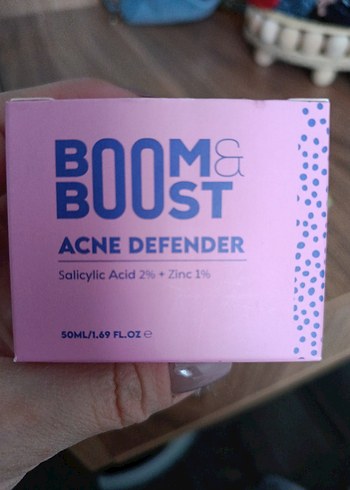 BOOM&
BOOST
ACNE DEFENDER
Salicylic Acid 2% + Zinc 1%
50ML/1.69 FL.OZ ℮